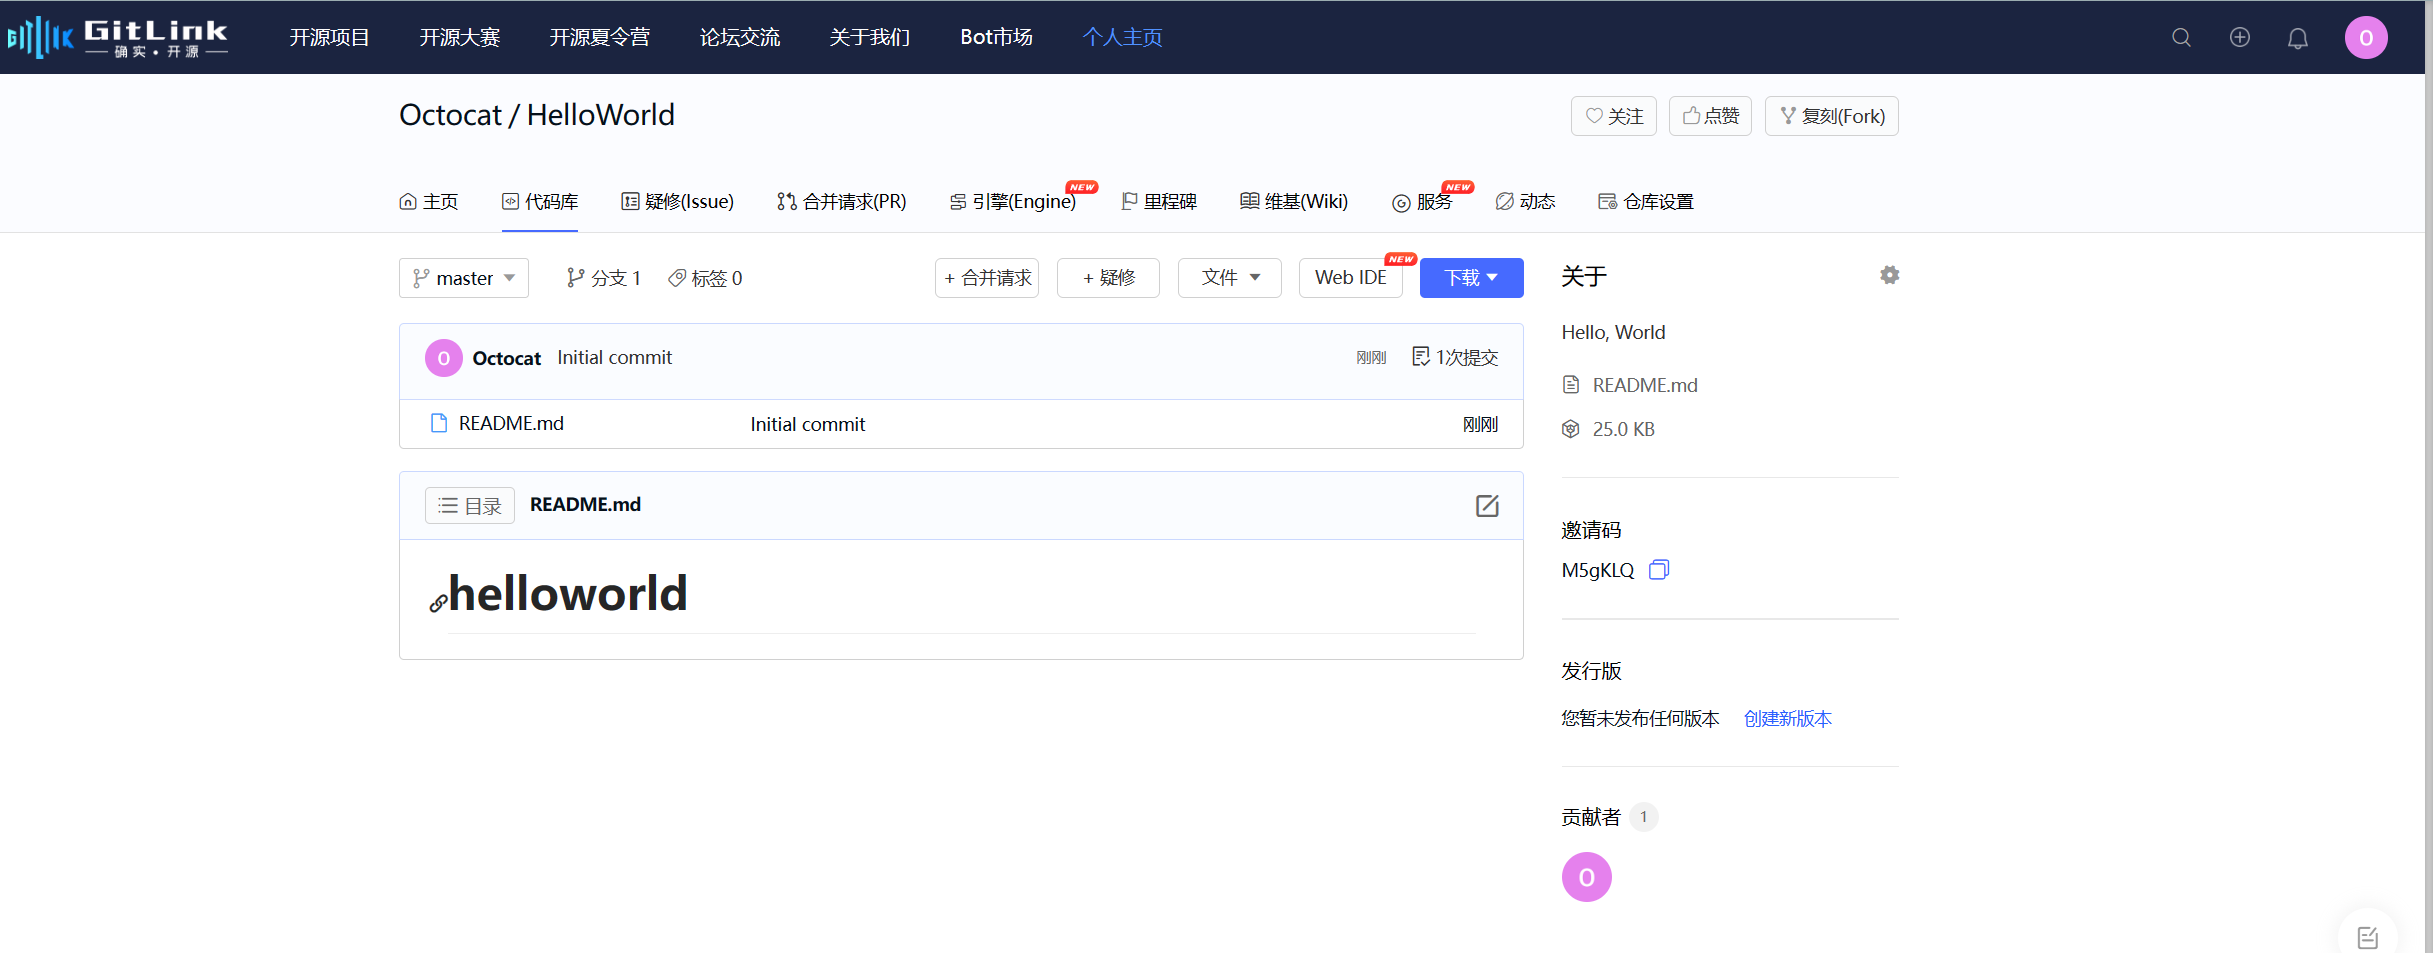 GitLink
确实·开源
开源项目 开源大赛 开源夏令营 论坛交流 关于我们 Bot市场 个人主页 O
Octocat / HelloWorld 关注 点赞 复刻(Fork)
主页 代码库 疑修(Issue) 合并请求(PR) 引擎(Engine) NEW 里程碑 维基(Wiki) 服务 NEW 动态 仓库设置
master 分支 1 标签 0 + 合并请求 + 疑修 文件 Web IDE NEW 下载
O Octocat Initial commit 刚刚 1次提交
README.md Initial commit 刚刚
目录 README.md
helloworld
关于
Hello, World
README.md
25.0 KB
邀请码
M5gKLQ
发行版
您暂未发布任何版本 创建新版本
贡献者 1
O